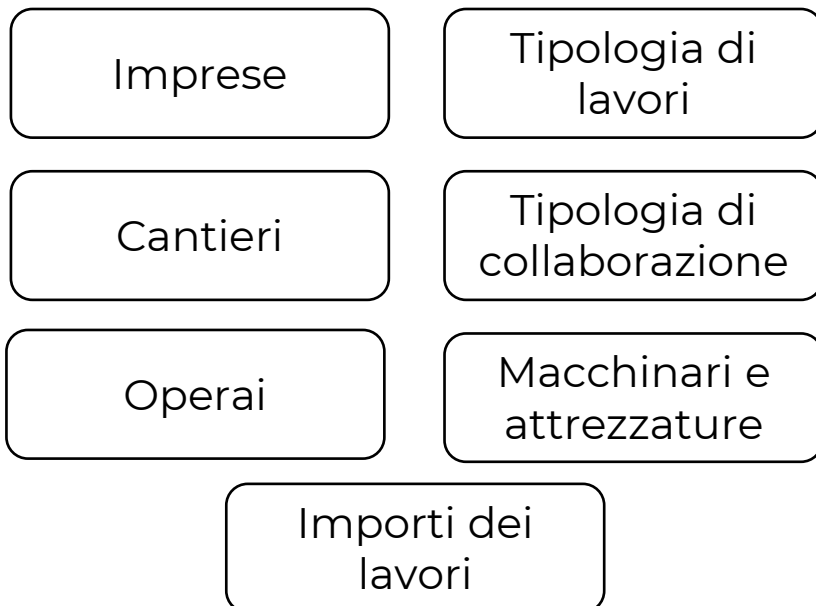 Imprese
Tipologia di
lavori
Cantieri
Tipologia di
collaborazione
Operai
Macchinari e
attrezzature
Importi dei
lavori